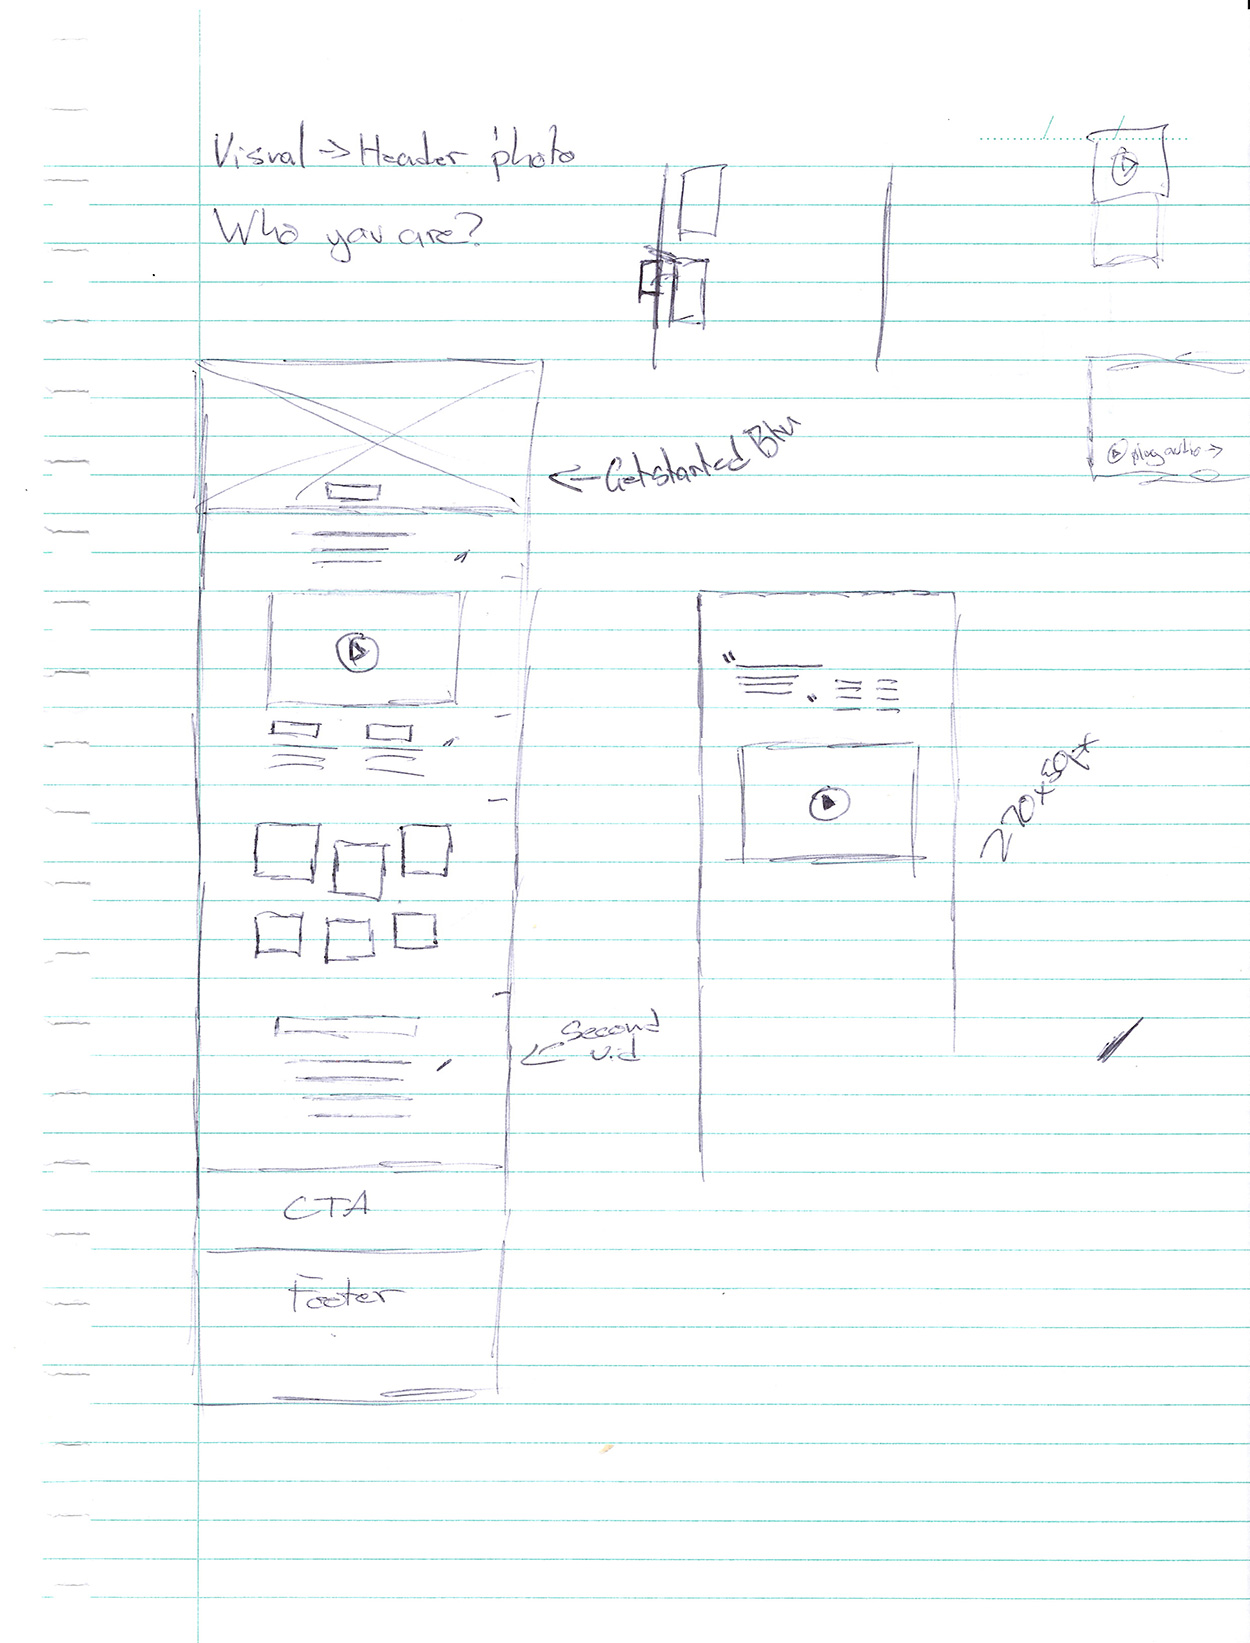 Visual → Header photo
Who you are?
← Get started Btn
play audio →
270 x 50px
← Second
vid
CTA
Footer